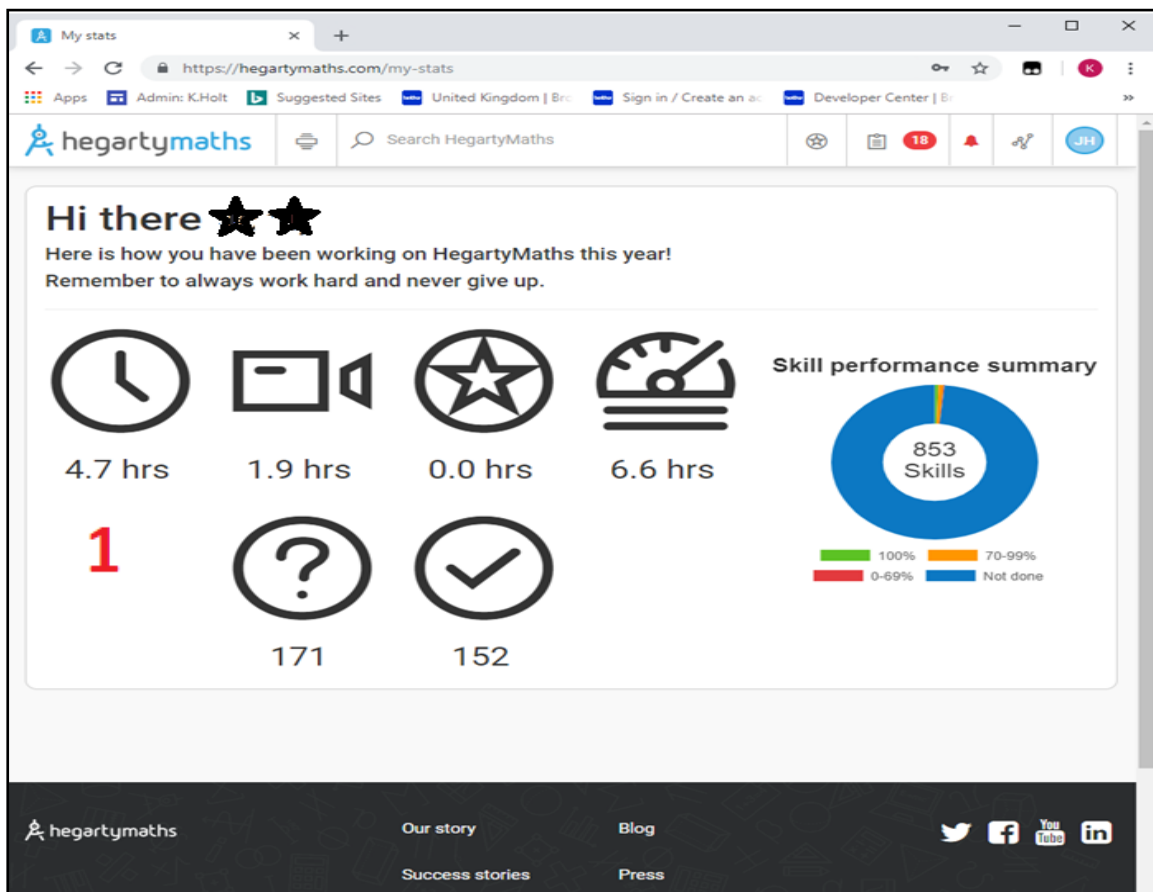 My stats
https://hegartymaths.com/my-stats
K
Apps Admin: K.Holt Suggested Sites United Kingdom | Bro Sign in / Create an ac Developer Center | B
hegartymaths Search HegartyMaths 18 JH
Hi there
Here is how you have been working on HegartyMaths this year!
Remember to always work hard and never give up.
4.7 hrs 1.9 hrs 0.0 hrs 6.6 hrs
1
171 152
Skill performance summary
853
Skills
100% 70-99%
0-69% Not done
hegartymaths Our story Blog You Tube in
Success stories Press